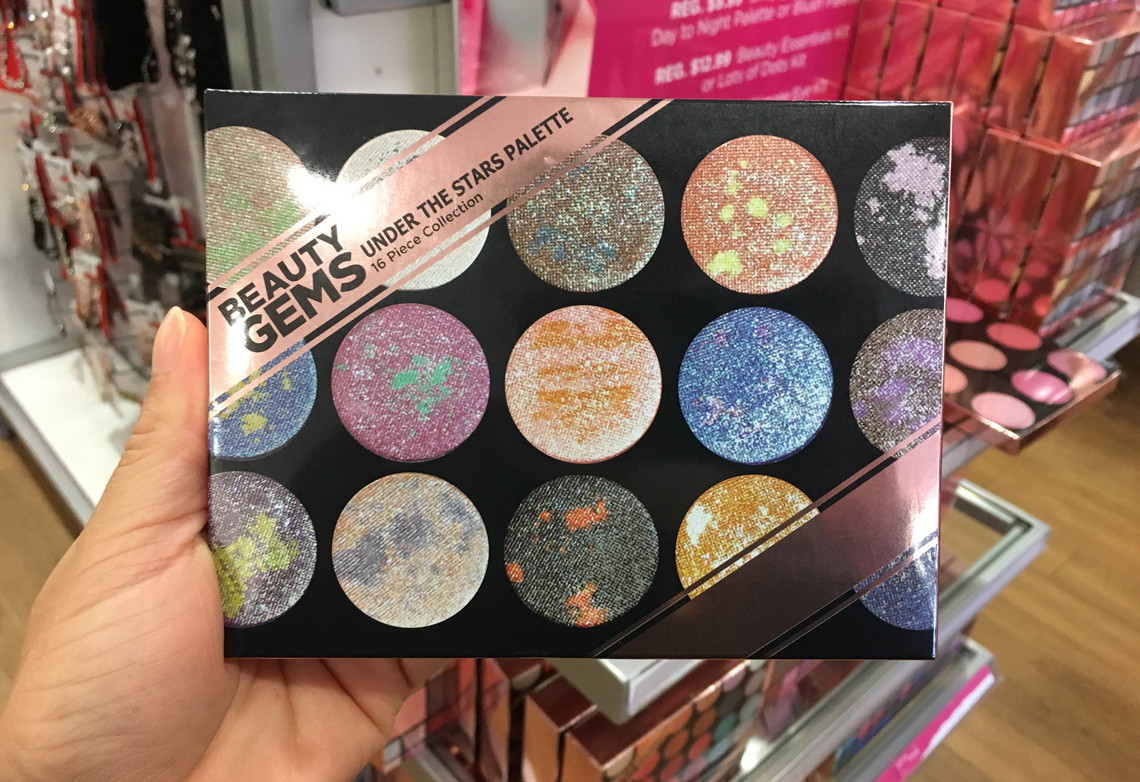 Day to Night Palette or Blush
REG. $12.99 Beauty Essentials Kit
or Lots of Dots Kit
BEAUTY
GEMS
UNDER THE STARS PALETTE
16 Piece Collection